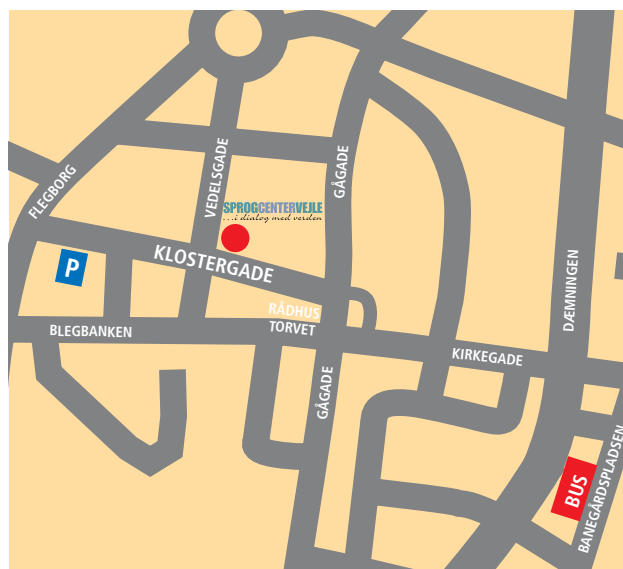 FLEGBORG
VEDELSGADE
GÅGADE
SPROGCENTERVEJLE
...i dialog med verden
P
KLOSTERGADE
DÆMNINGEN
RÅDHUS
TORVET
BLEGBANKEN
KIRKEGADE
GÅGADE
BUS
BANEGÅRDSPLADSEN